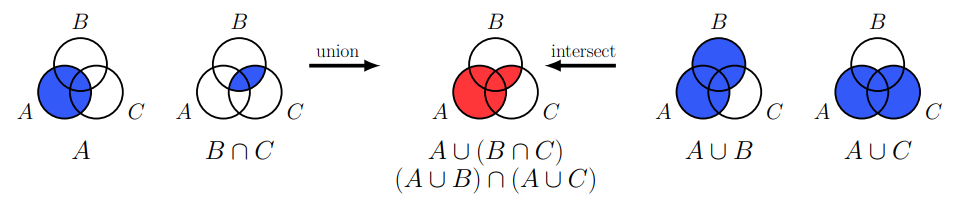 B
A
C
A
B
A
C
B ∩ C
union
B
A
C
A ∪ (B ∩ C)
(A ∪ B) ∩ (A ∪ C)
intersect
B
A
C
A ∪ B
B
A
C
A ∪ C